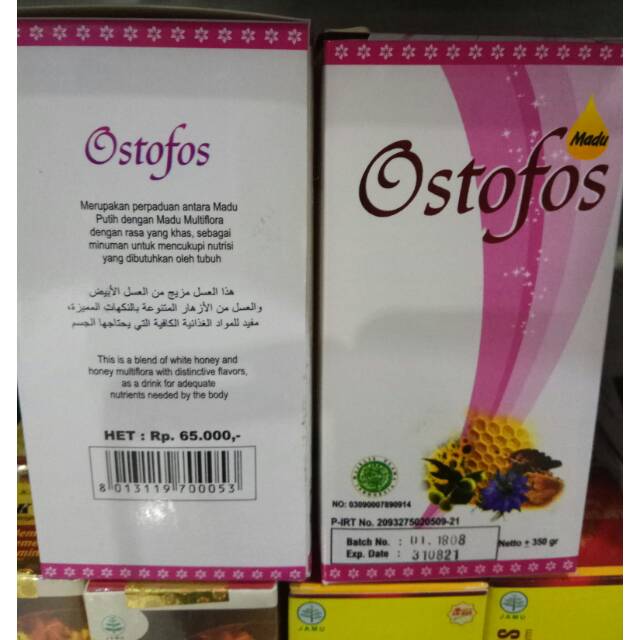 Ostofos
Merupakan perpaduan antara Madu
Putih dengan Madu Multiflora
dengan rasa yang khas, sebagai
minuman untuk mencukupi nutrisi
yang dibutuhkan oleh tubuh
هذا العسل مزيج من العسل الأبيض
والعسل من الأزهار المتنوعة بالنكهات المميزة،
مفيد للمواد الغذائية الكافية التي يحتاجها الجسم
This is a blend of white honey and
honey multiflora with distinctive flavors,
as a drink for adequate
nutrients needed by the body
HET : Rp. 65.000,-
8013119700053
Madu
Ostofos
NO: 03090007890914
P-IRT No. 2093275020509-21
Batch No. : 01.1808
Exp. Date : 310821
Netto ± 350 gr
JAMU
JAMU
JAMU